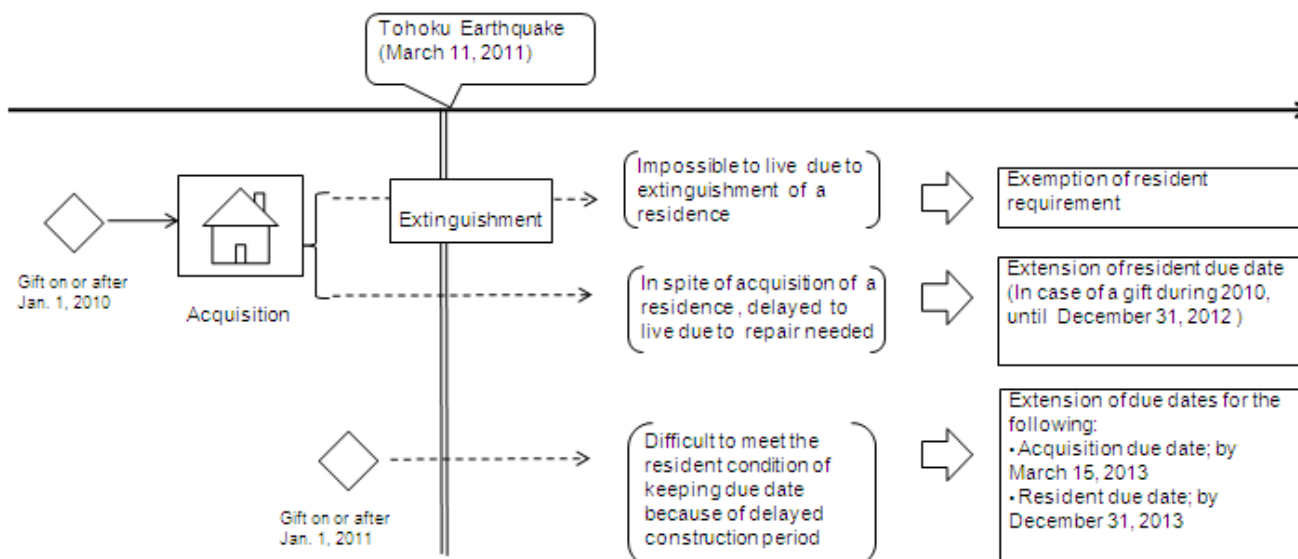 Tohoku Earthquake
(March 11, 2011)
Gift on or after
Jan. 1, 2010
Acquisition
Extinguishment
Impossible to live due to
extinguishment of a
residence
Exemption of resident
requirement
In spite of acquisition of a
residence, delayed to
live due to repair needed
Extension of resident due date
(In case of a gift during 2010,
until December 31, 2012 )
Gift on or after
Jan. 1, 2011
Difficult to meet the
resident condition of
keeping due date
because of delayed
construction period
Extension of due dates for the
following:
・Acquisition due date; by
March 15, 2013
・Resident due date; by
December 31, 2013